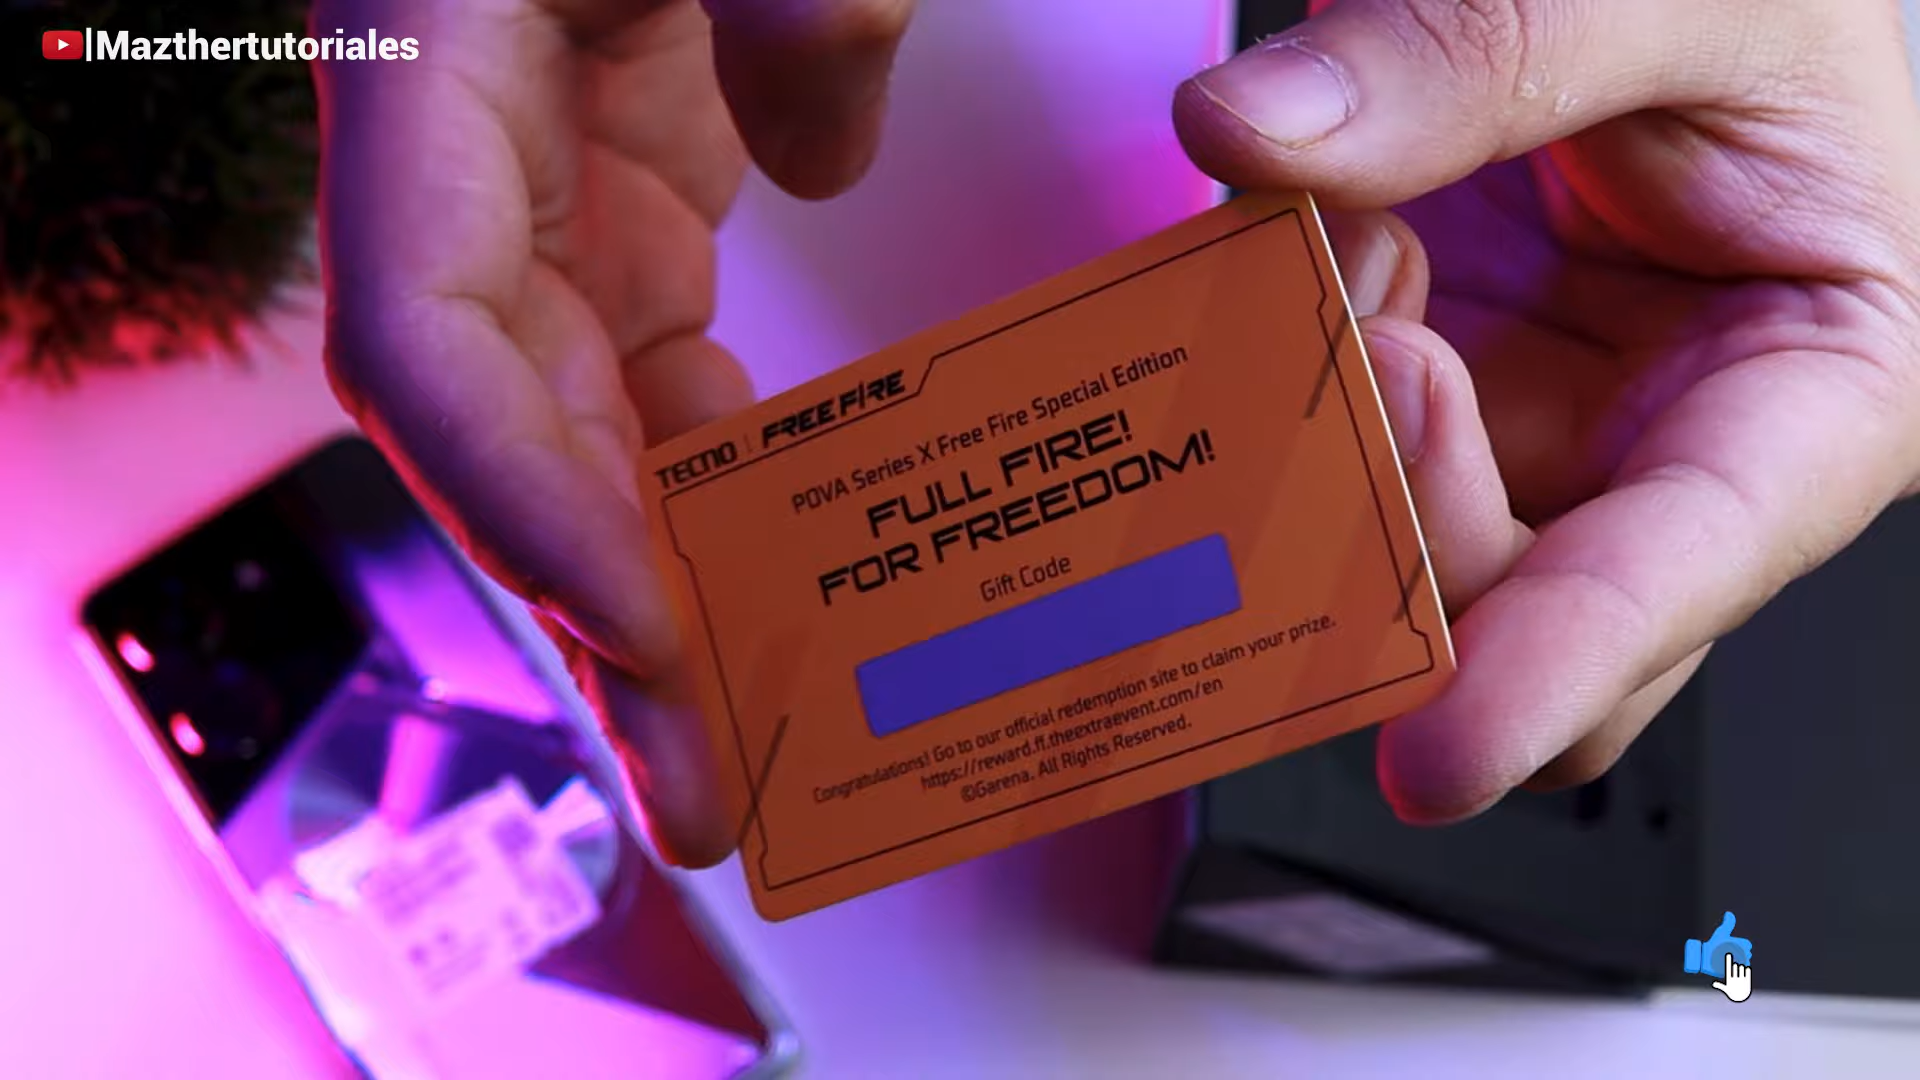 |Mazthertutoriales
TECNO | FREE FIRE
POVA Series X Free Fire Special Edition
FULL FIRE!
FOR FREEDOM!
Gift Code
Congratulations! Go to our official redemption site to claim your prize.
https://reward.ff.theextraevent.com/en
©Garena. All Rights Reserved.